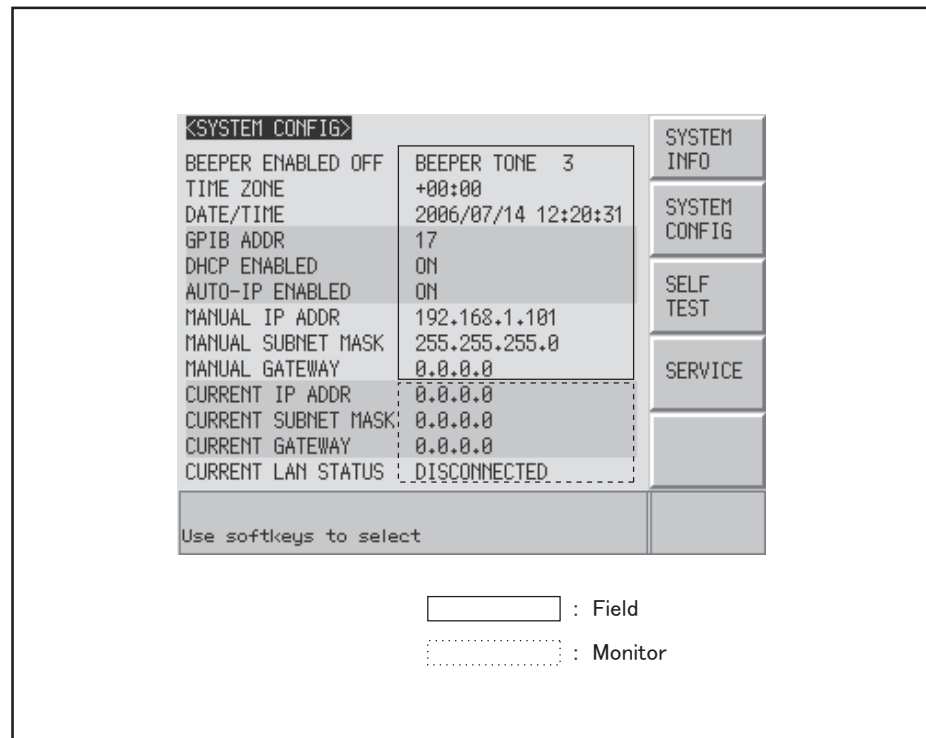 <SYSTEM CONFIG>
BEEPER ENABLED OFF BEEPER TONE 3
TIME ZONE +00:00
DATE/TIME 2006/07/14 12:20:31
GPIB ADDR 17
DHCP ENABLED ON
AUTO-IP ENABLED ON
MANUAL IP ADDR 192.168.1.101
MANUAL SUBNET MASK 255.255.255.0
MANUAL GATEWAY 0.0.0.0
CURRENT IP ADDR 0.0.0.0
CURRENT SUBNET MASK 0.0.0.0
CURRENT GATEWAY 0.0.0.0
CURRENT LAN STATUS DISCONNECTED
Use softkeys to select
SYSTEM
INFO
SYSTEM
CONFIG
SELF
TEST
SERVICE
: Field
: Monitor